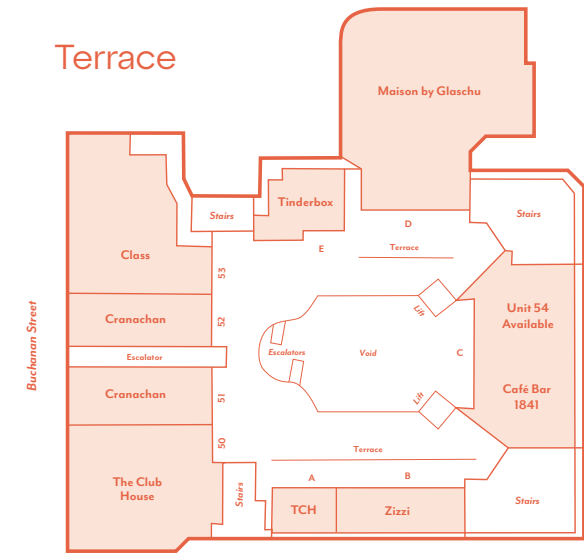 Terrace
Maison by Glaschu
Tinderbox
Stairs
Stairs
D
E
Terrace
Class
53
Buchanan Street
Cranachan
52
Lift
Unit 54
Available
Escalator
Escalators
Void
C
Cranachan
51
Lift
Café Bar
1841
50
Terrace
The Club
House
Stairs
A
B
TCH
Zizzi
Stairs